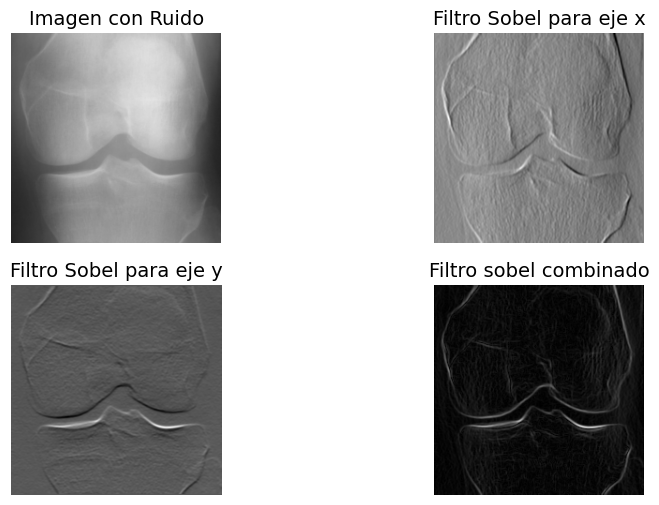 Imagen con Ruido
Filtro Sobel para eje x
Filtro Sobel para eje y
Filtro sobel combinado